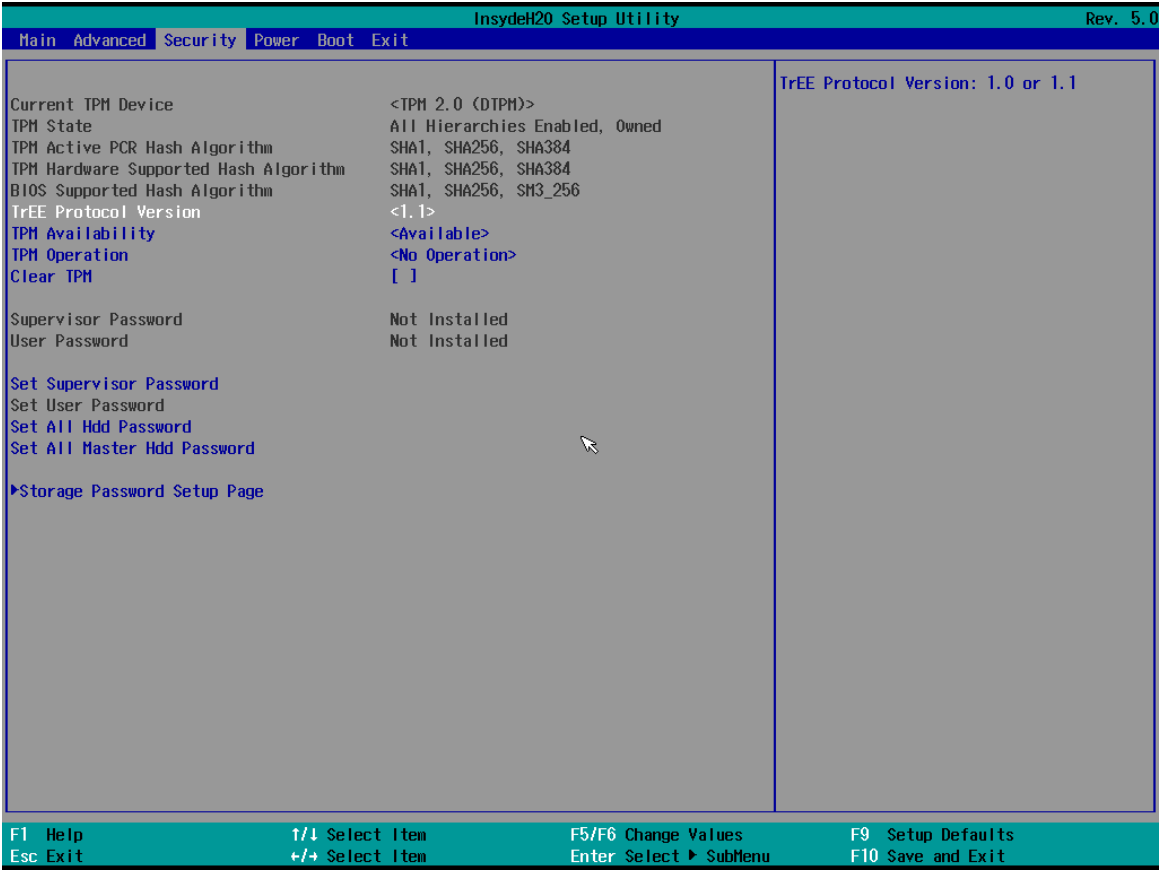 InsydeH20 Setup Utility Rev. 5.0
Main Advanced Security Power Boot Exit
TrEE Protocol Version: 1.0 or 1.1
Current TPM Device <TPM 2.0 (DTPM)>
TPM State All Hierarchies Enabled, Owned
TPM Active PCR Hash Algorithm SHA1, SHA256, SHA384
TPM Hardware Supported Hash Algorithm SHA1, SHA256, SHA384
BIOS Supported Hash Algorithm SHA1, SHA256, SM3_256
TrEE Protocol Version <1.1>
TPM Availability <Available>
TPM Operation <No Operation>
Clear TPM [ ]
Supervisor Password Not Installed
User Password Not Installed
Set Supervisor Password
Set User Password
Set All Hdd Password
Set All Master Hdd Password
▶Storage Password Setup Page
F1 Help ↑/↓ Select Item F5/F6 Change Values F9 Setup Defaults
Esc Exit ←/→ Select Item Enter Select ▶ SubMenu F10 Save and Exit